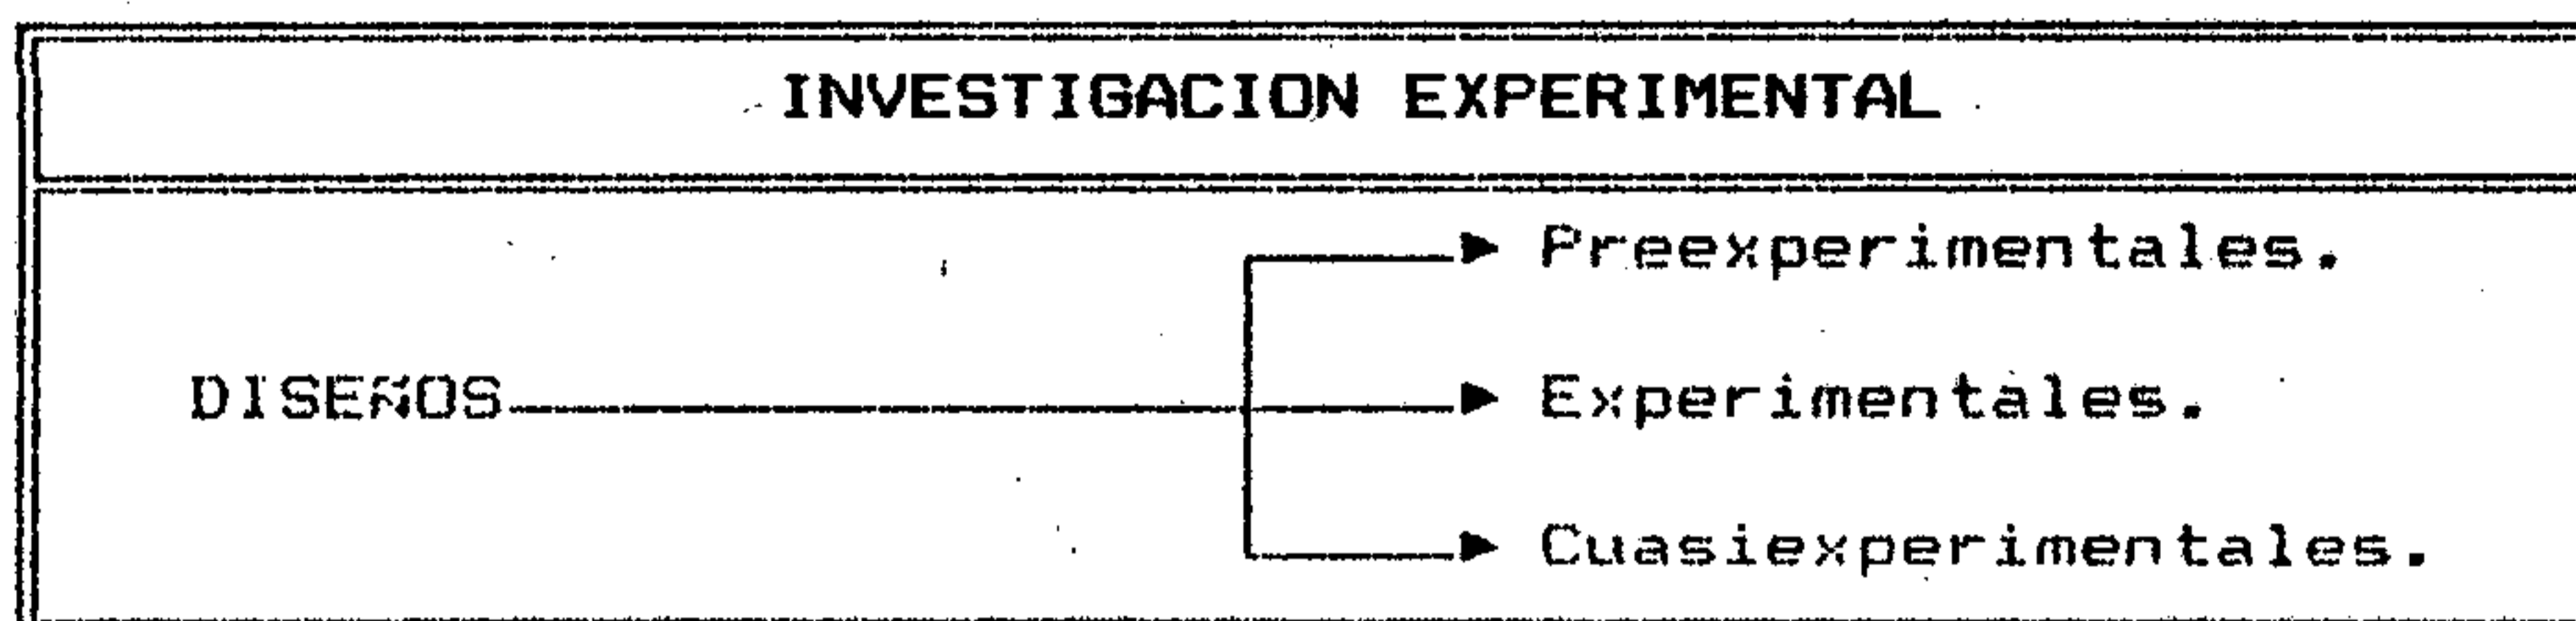 INVESTIGACION EXPERIMENTAL
Preexperimentales.
DISEÑOS
Experimentales.
Cuasiexperimentales.